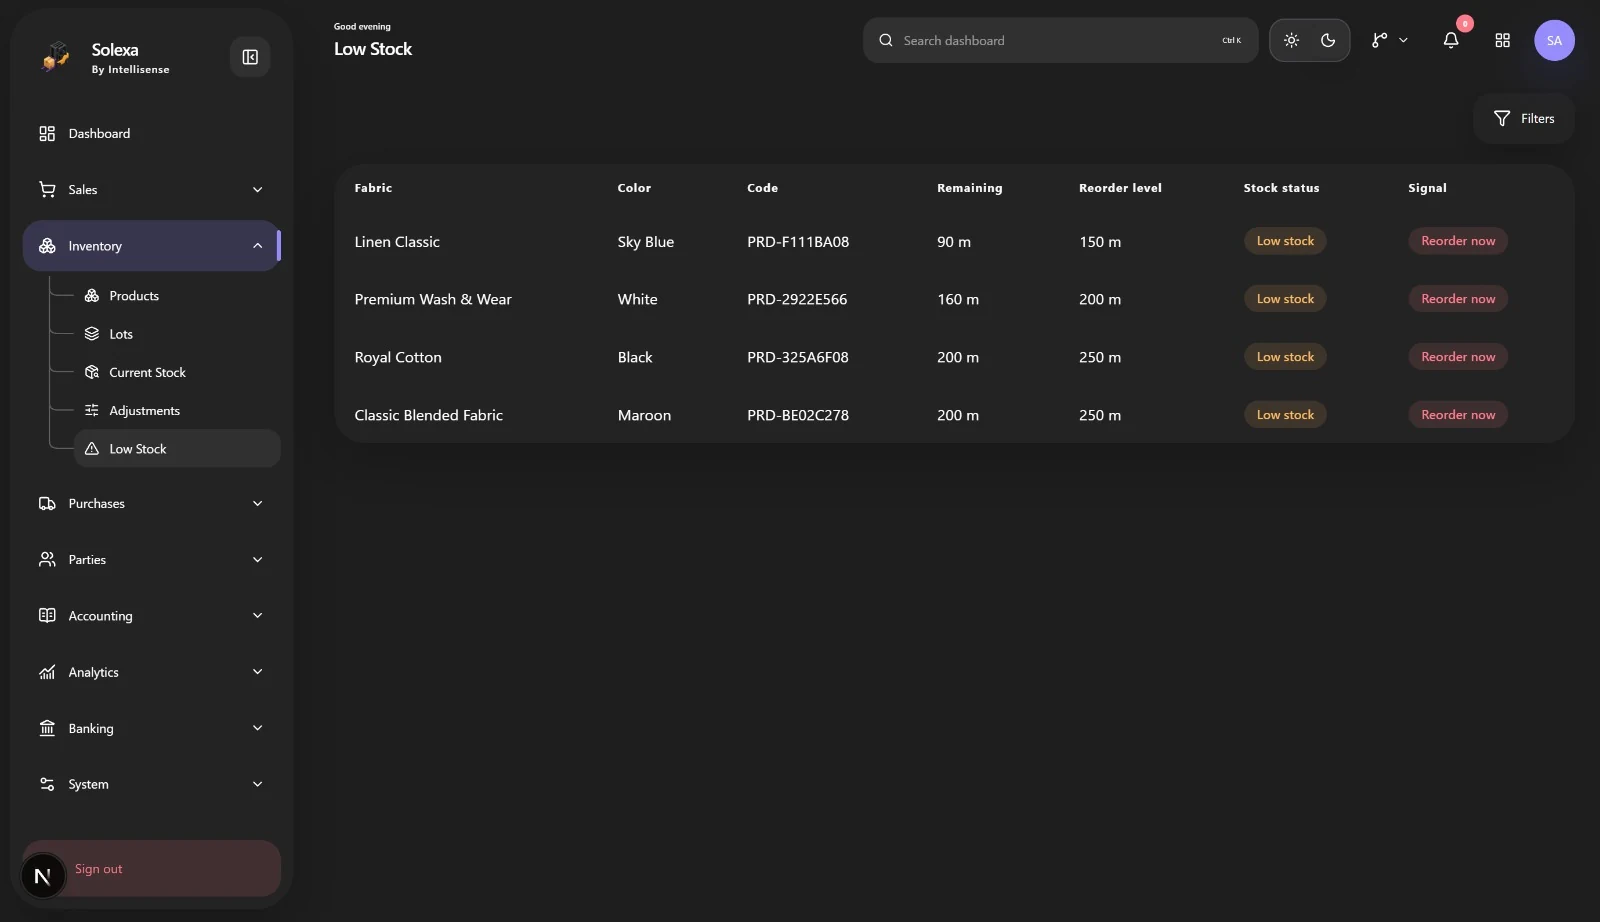 Solexa
By Intellisense
Dashboard
Sales
Inventory
Products
Lots
Current Stock
Adjustments
Low Stock
Purchases
Parties
Accounting
Analytics
Banking
System
Sign out
N
Good evening
Low Stock
Search dashboard Ctrl K
0
SA
Filters
Fabric Color Code Remaining Reorder level Stock status Signal
Linen Classic Sky Blue PRD-F111BA08 90 m 150 m Low stock Reorder now
Premium Wash & Wear White PRD-2922E566 160 m 200 m Low stock Reorder now
Royal Cotton Black PRD-325A6F08 200 m 250 m Low stock Reorder now
Classic Blended Fabric Maroon PRD-BE02C278 200 m 250 m Low stock Reorder now